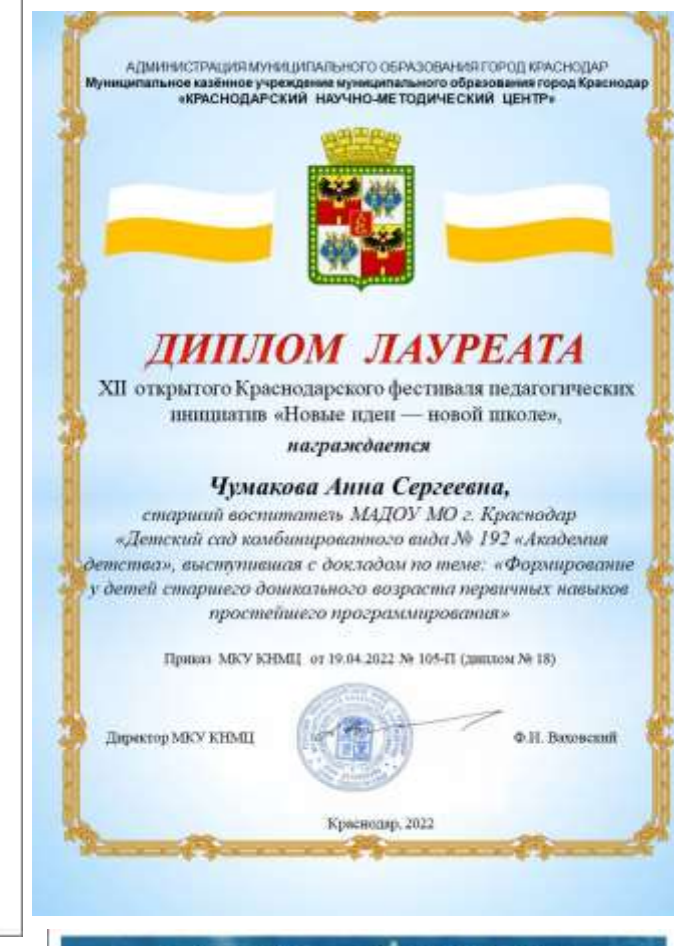 АДМИНИСТРАЦИЯ МУНИЦИПАЛЬНОГО ОБРАЗОВАНИЯ ГОРОД КРАСНОДАР
Муниципальное казённое учреждение муниципального образования город Краснодар
«КРАСНОДАРСКИЙ НАУЧНО-МЕТОДИЧЕСКИЙ ЦЕНТР»
ДИПЛОМ ЛАУРЕАТА
XII открытого Краснодарского фестиваля педагогических
инициатив «Новые идеи — новой школе»,
награждается
Чумакова Анна Сергеевна,
старший воспитатель МАДОУ МО г. Краснодар
«Детский сад комбинированного вида № 192 «Академия
детства», выступившая с докладом по теме: «Формирование
у детей старшего дошкольного возраста первичных навыков
простейшего программирования»
Приказ МКУ КНМЦ от 19.04.2022 № 105-П (диплом № 18)
Директор МКУ КНМЦ
Ф.И. Ваховский
Краснодар, 2022